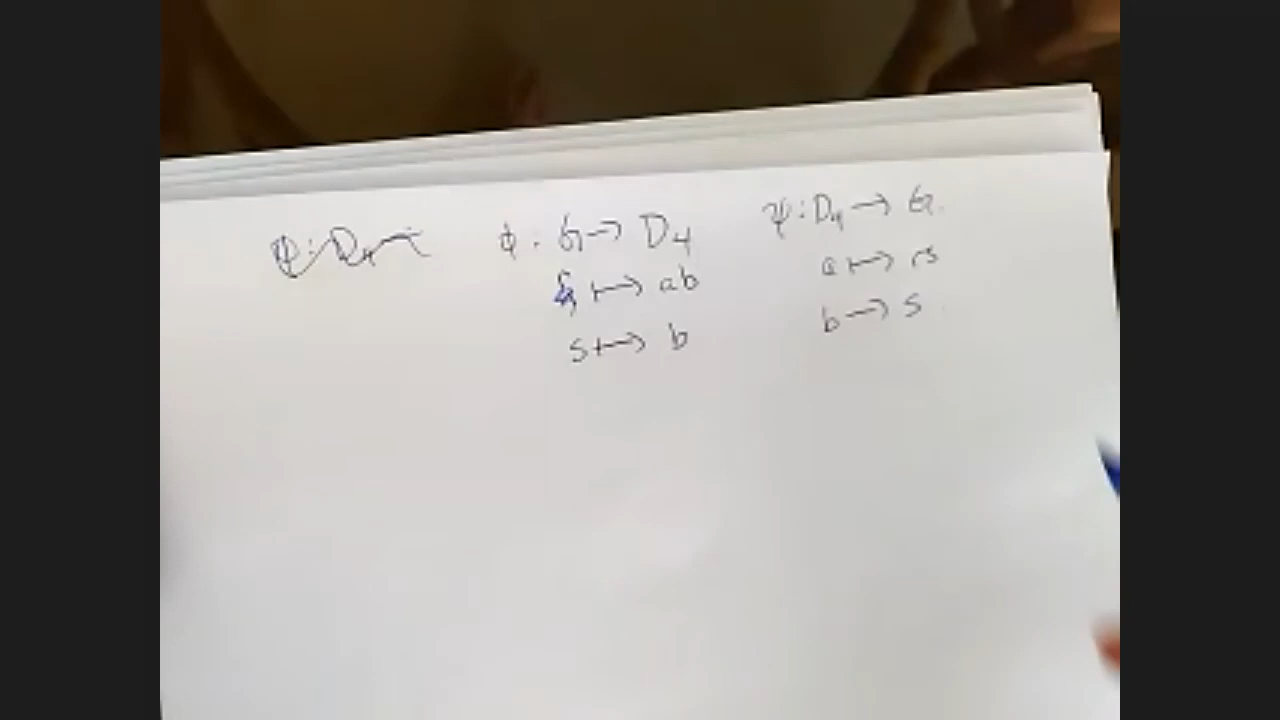 ϕ : G → D₄
ψ : D₄ → G.
↦ ab
a ↦ rs
s ↦ b
b → s